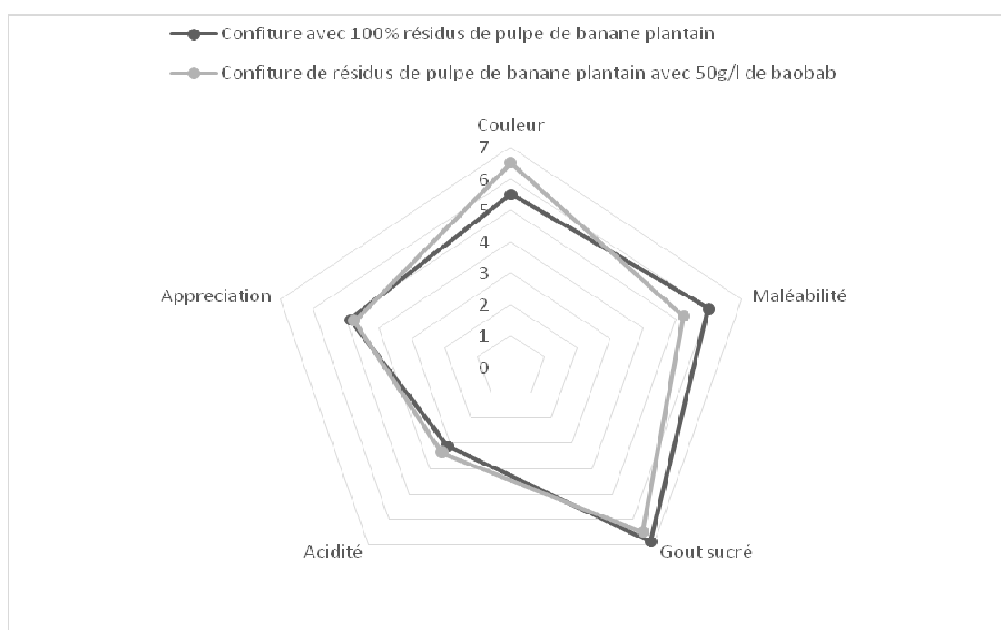 Confiture avec 100% résidus de pulpe de banane plantain
Confiture de résidus de pulpe de banane plantain avec 50g/l de baobab
Couleur
7
6
5
4
3
2
1
0
Appreciation
Maléabilité
Acidité
Gout sucré